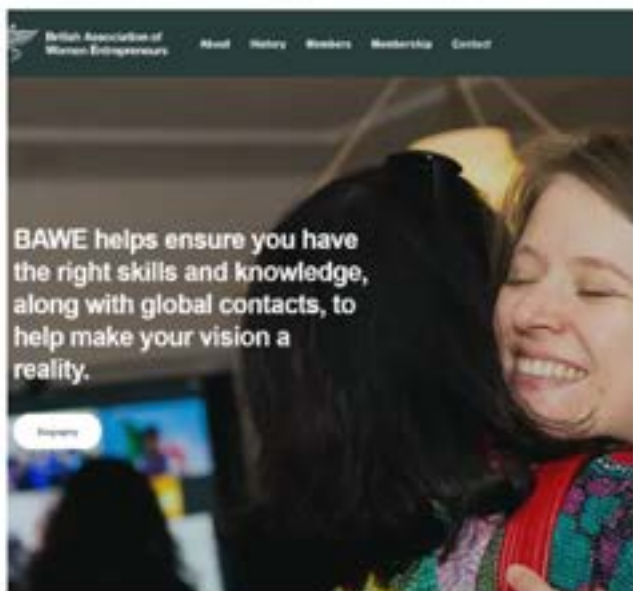 British Association of
Women Entrepreneurs
About History Members Membership Contact
BAWE helps ensure you have
the right skills and knowledge,
along with global contacts, to
help make your vision a
reality.